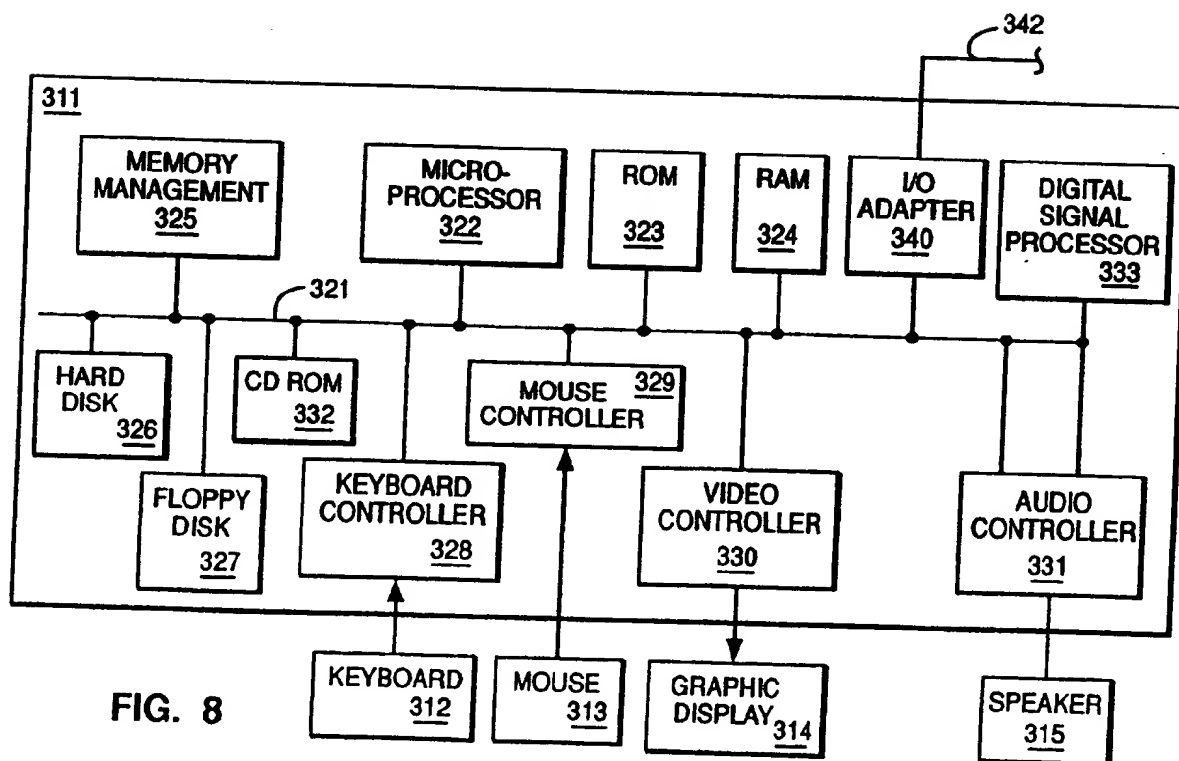 342
311
MEMORY
MANAGEMENT
325
MICRO-
PROCESSOR
322
ROM
323
RAM
324
I/O
ADAPTER
340
DIGITAL
SIGNAL
PROCESSOR
333
321
HARD
DISK
326
CD ROM
332
MOUSE
CONTROLLER
329
FLOPPY
DISK
327
KEYBOARD
CONTROLLER
328
VIDEO
CONTROLLER
330
AUDIO
CONTROLLER
331
KEYBOARD
312
MOUSE
313
GRAPHIC
DISPLAY
314
SPEAKER
315
FIG. 8